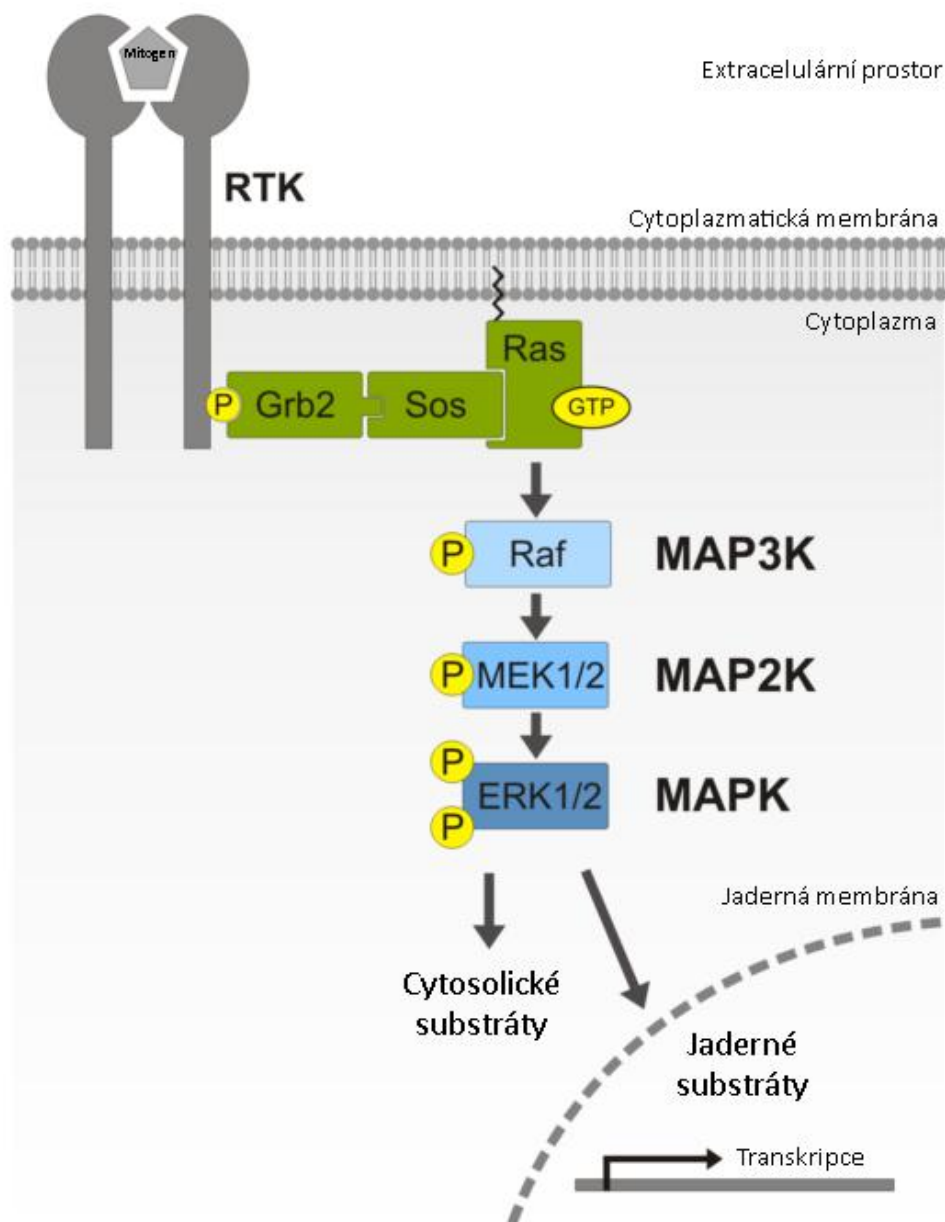 Mitogen
Extracelulární prostor
RTK
Cytoplazmatická membrána
Cytoplazma
Ras
P
Grb2
Sos
GTP
P
Raf
MAP3K
P
MEK1/2
MAP2K
P
ERK1/2
MAPK
P
Jaderná membrána
Cytosolické
substráty
Jaderné
substráty
Transkripce